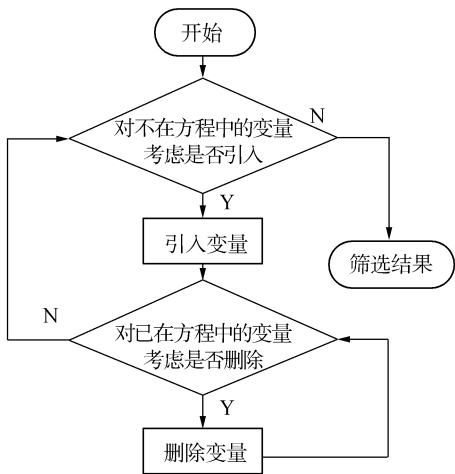 开始
对不在方程中的变量
考虑是否引入
N
Y
引入变量
筛选结果
N
对已在方程中的变量
考虑是否删除
Y
删除变量